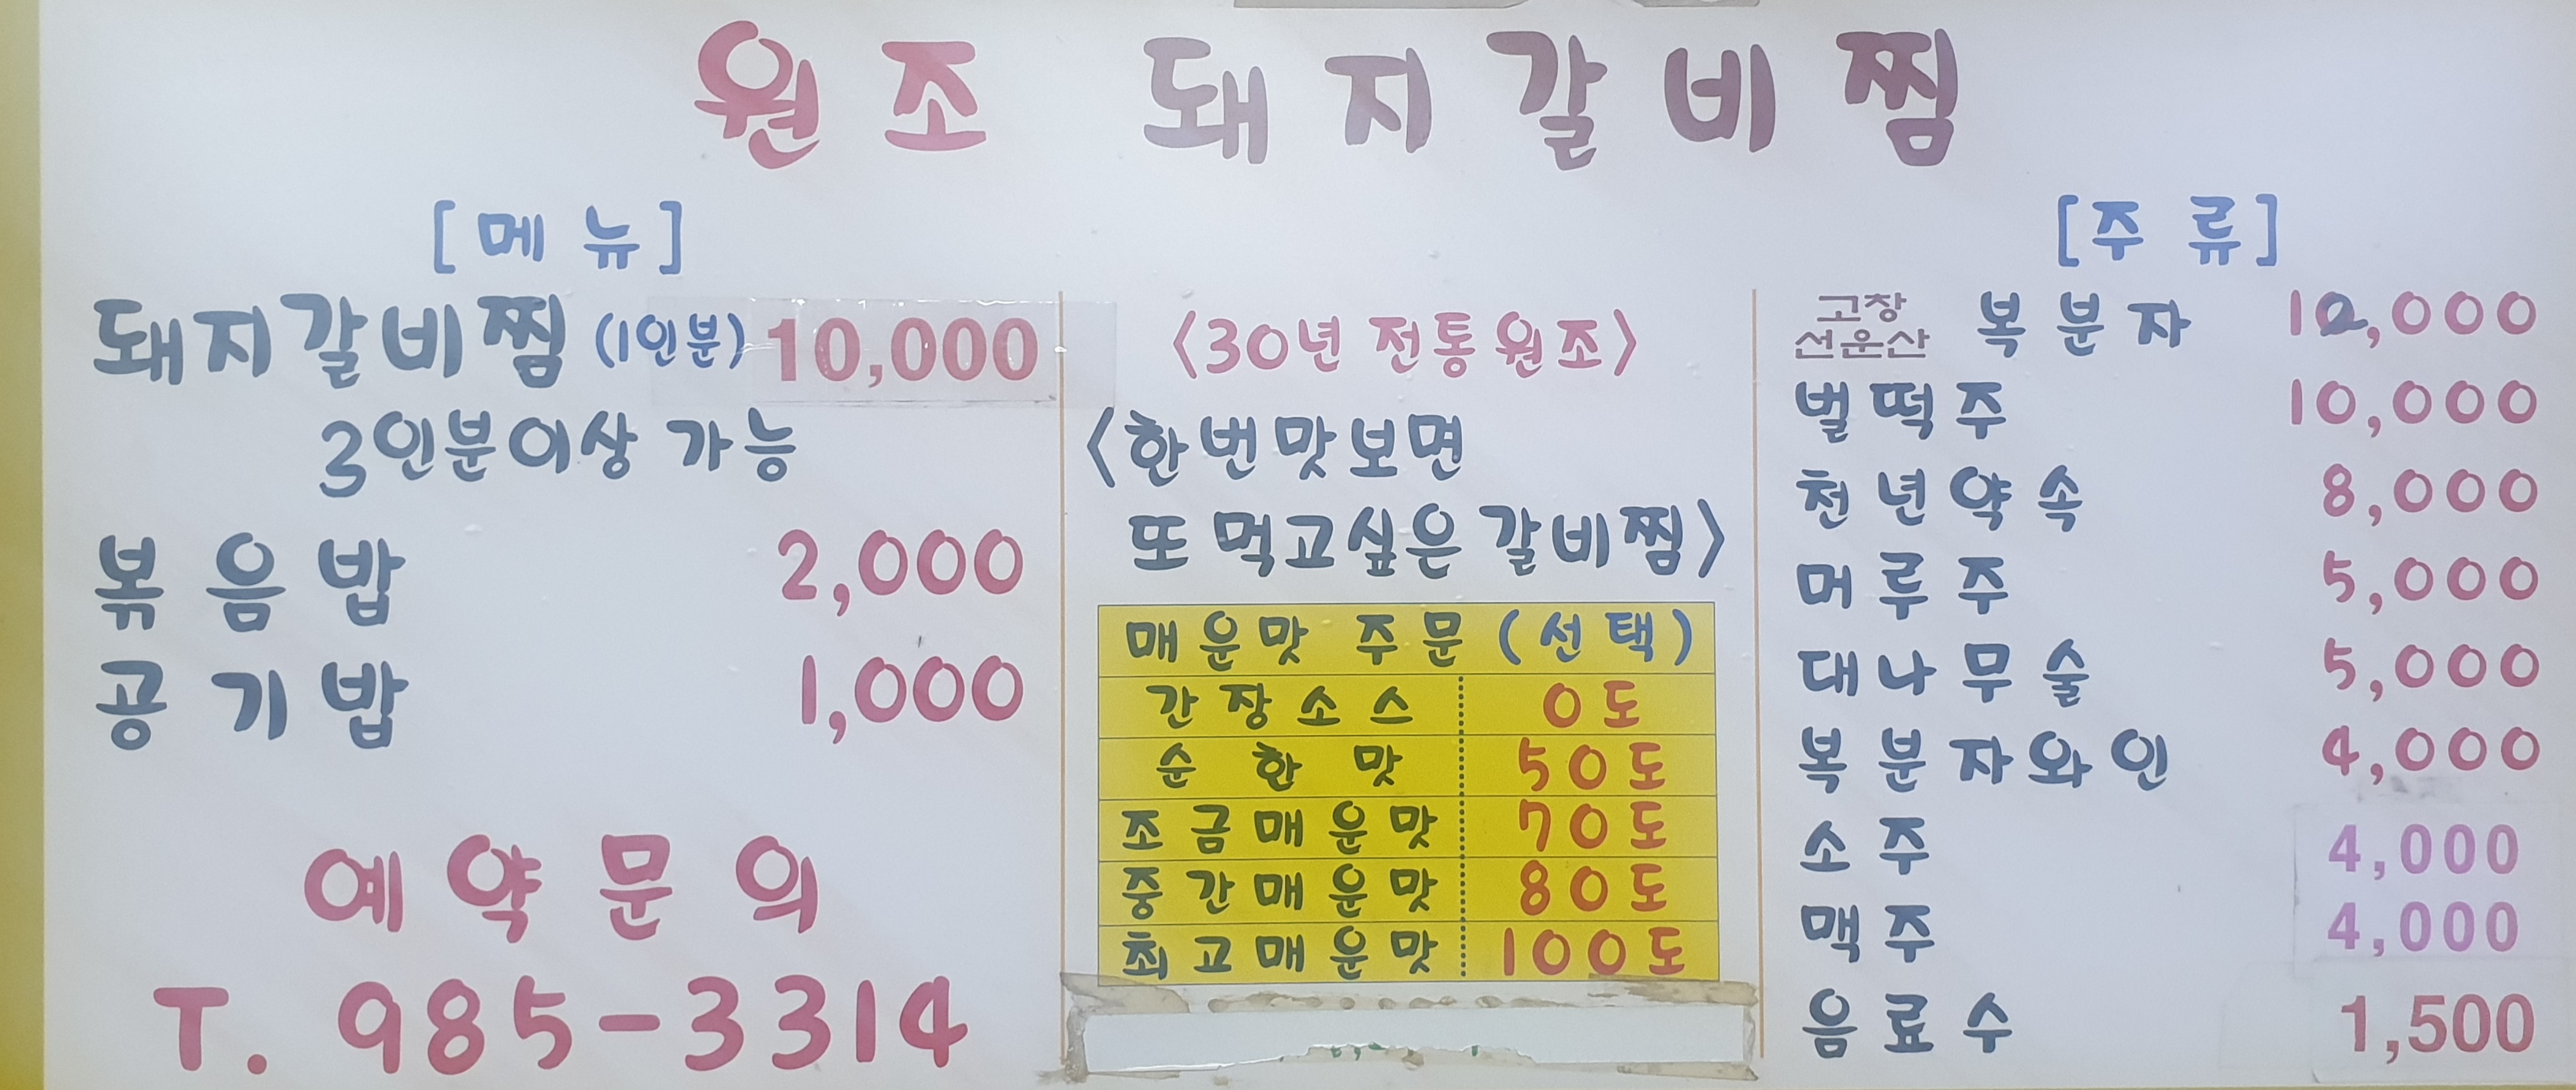 원조 돼지갈비찜
[메뉴]
돼지갈비찜 (1인분) 10,000
3인분이상 가능
볶음밥 2,000
공기밥 1,000
예약문의
T. 985-3314
<30년 전통원조>
<한번맛보면
또 먹고싶은 갈비찜>
매운맛 주문 (선택)
간장소스 0도
순한맛 50도
조금매운맛 70도
중간매운맛 80도
최고매운맛 100도
[주류]
고창
선운산 복분자
벌떡주 10,000
천년약속 8,000
머루주 5,000
대나무술 5,000
복분자와인 4,000
소주 4,000
맥주 4,000
음료수 1,500